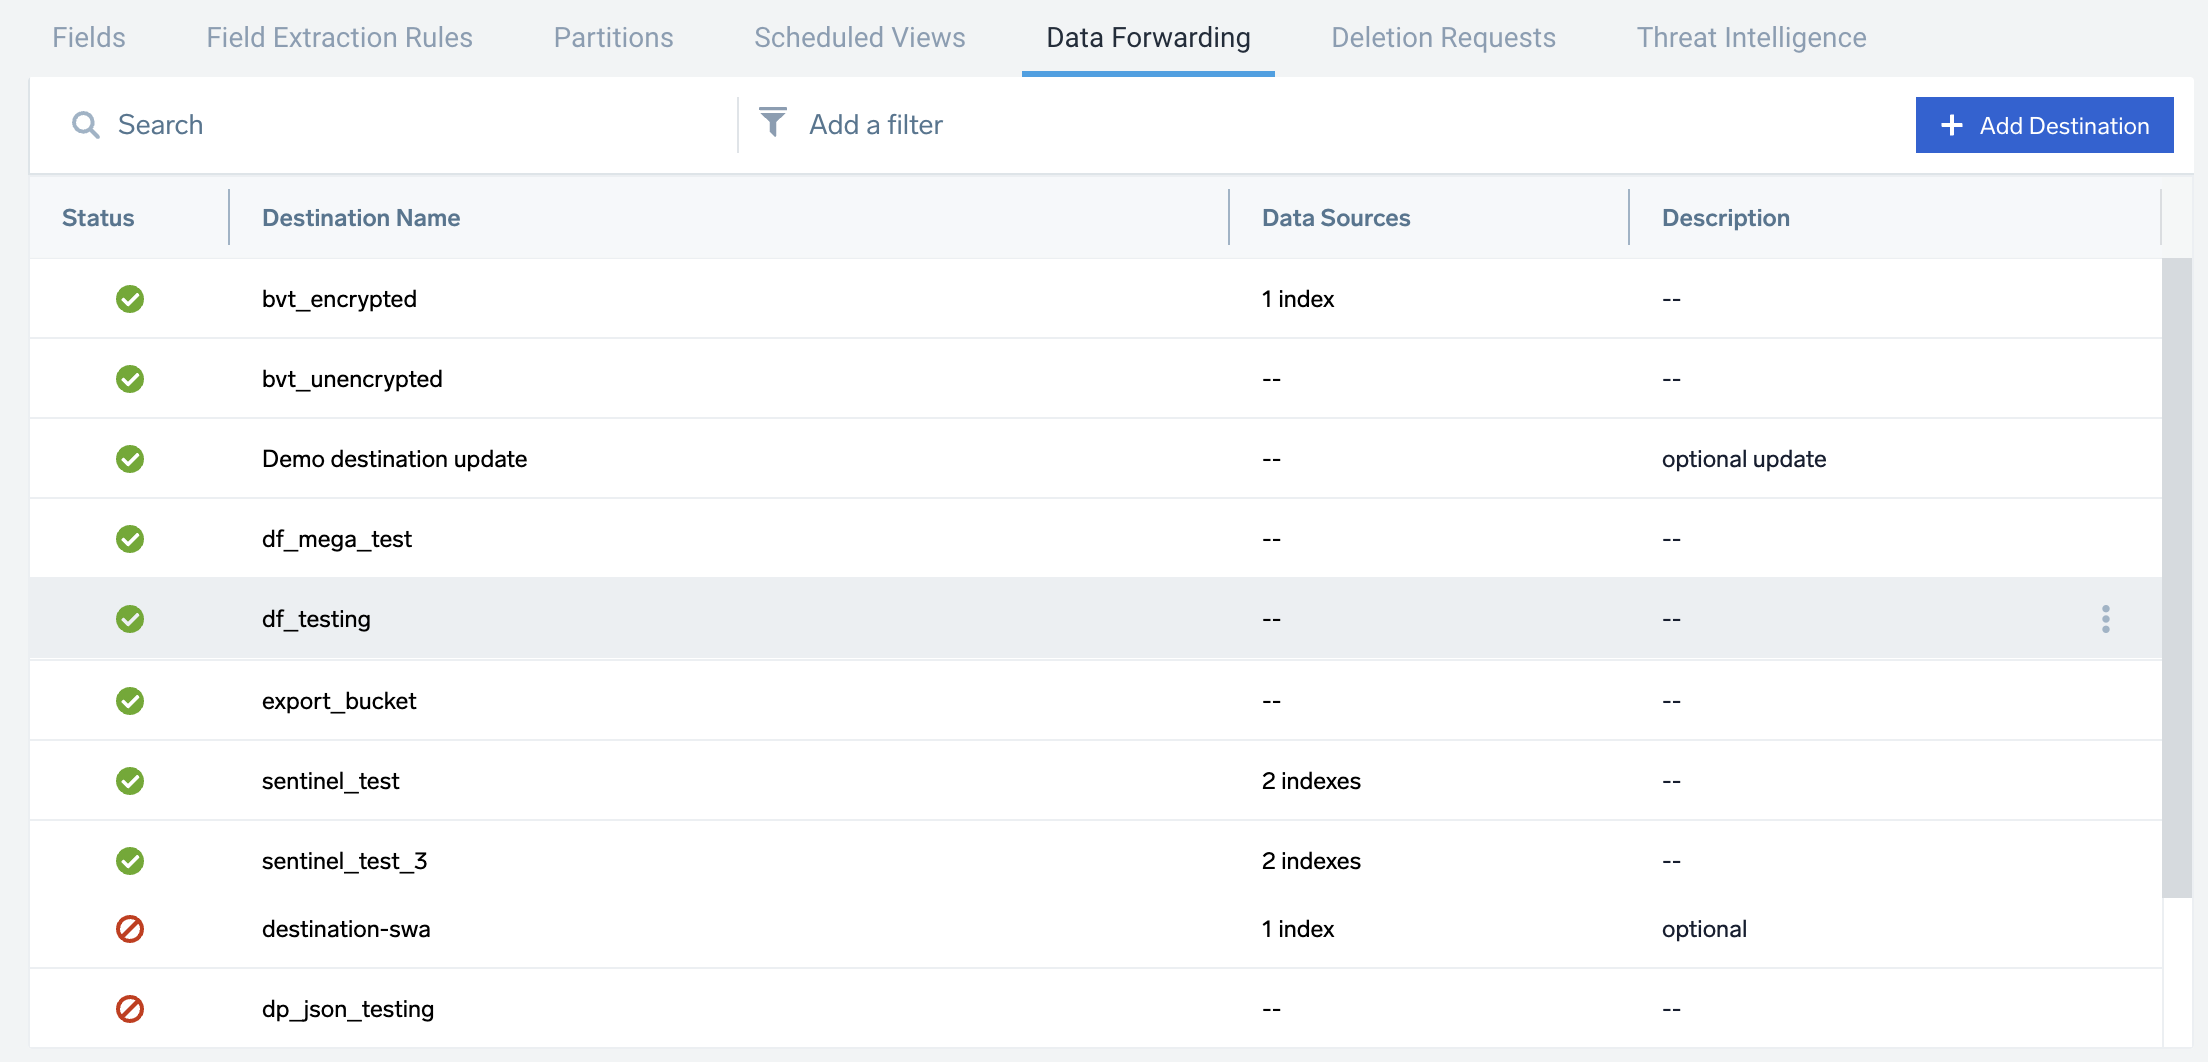 Fields Field Extraction Rules Partitions Scheduled Views Data Forwarding Deletion Requests Threat Intelligence
Search Add a filter + Add Destination
Status Destination Name Data Sources Description
bvt_encrypted 1 index --
bvt_unencrypted -- --
Demo destination update -- optional update
df_mega_test -- --
df_testing -- --
export_bucket -- --
sentinel_test 2 indexes --
sentinel_test_3 2 indexes --
destination-swa 1 index optional
dp_json_testing -- --